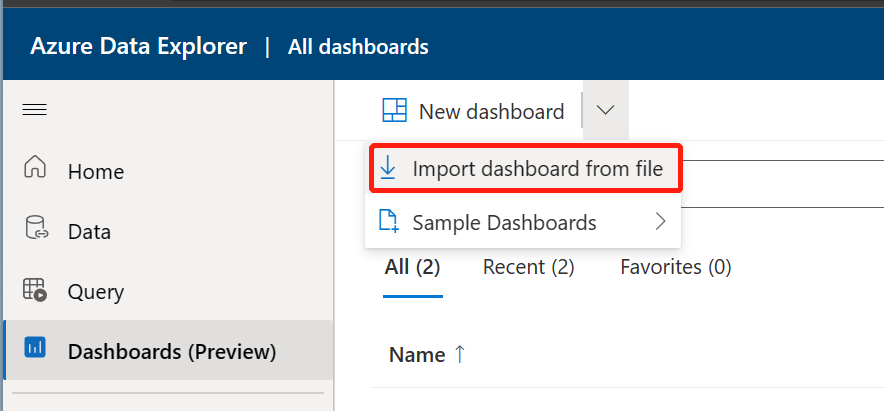 Azure Data Explorer | All dashboards
New dashboard
Home
Import dashboard from file
Data
Sample Dashboards
All (2) Recent (2) Favorites (0)
Query
Dashboards (Preview)
Name ↑